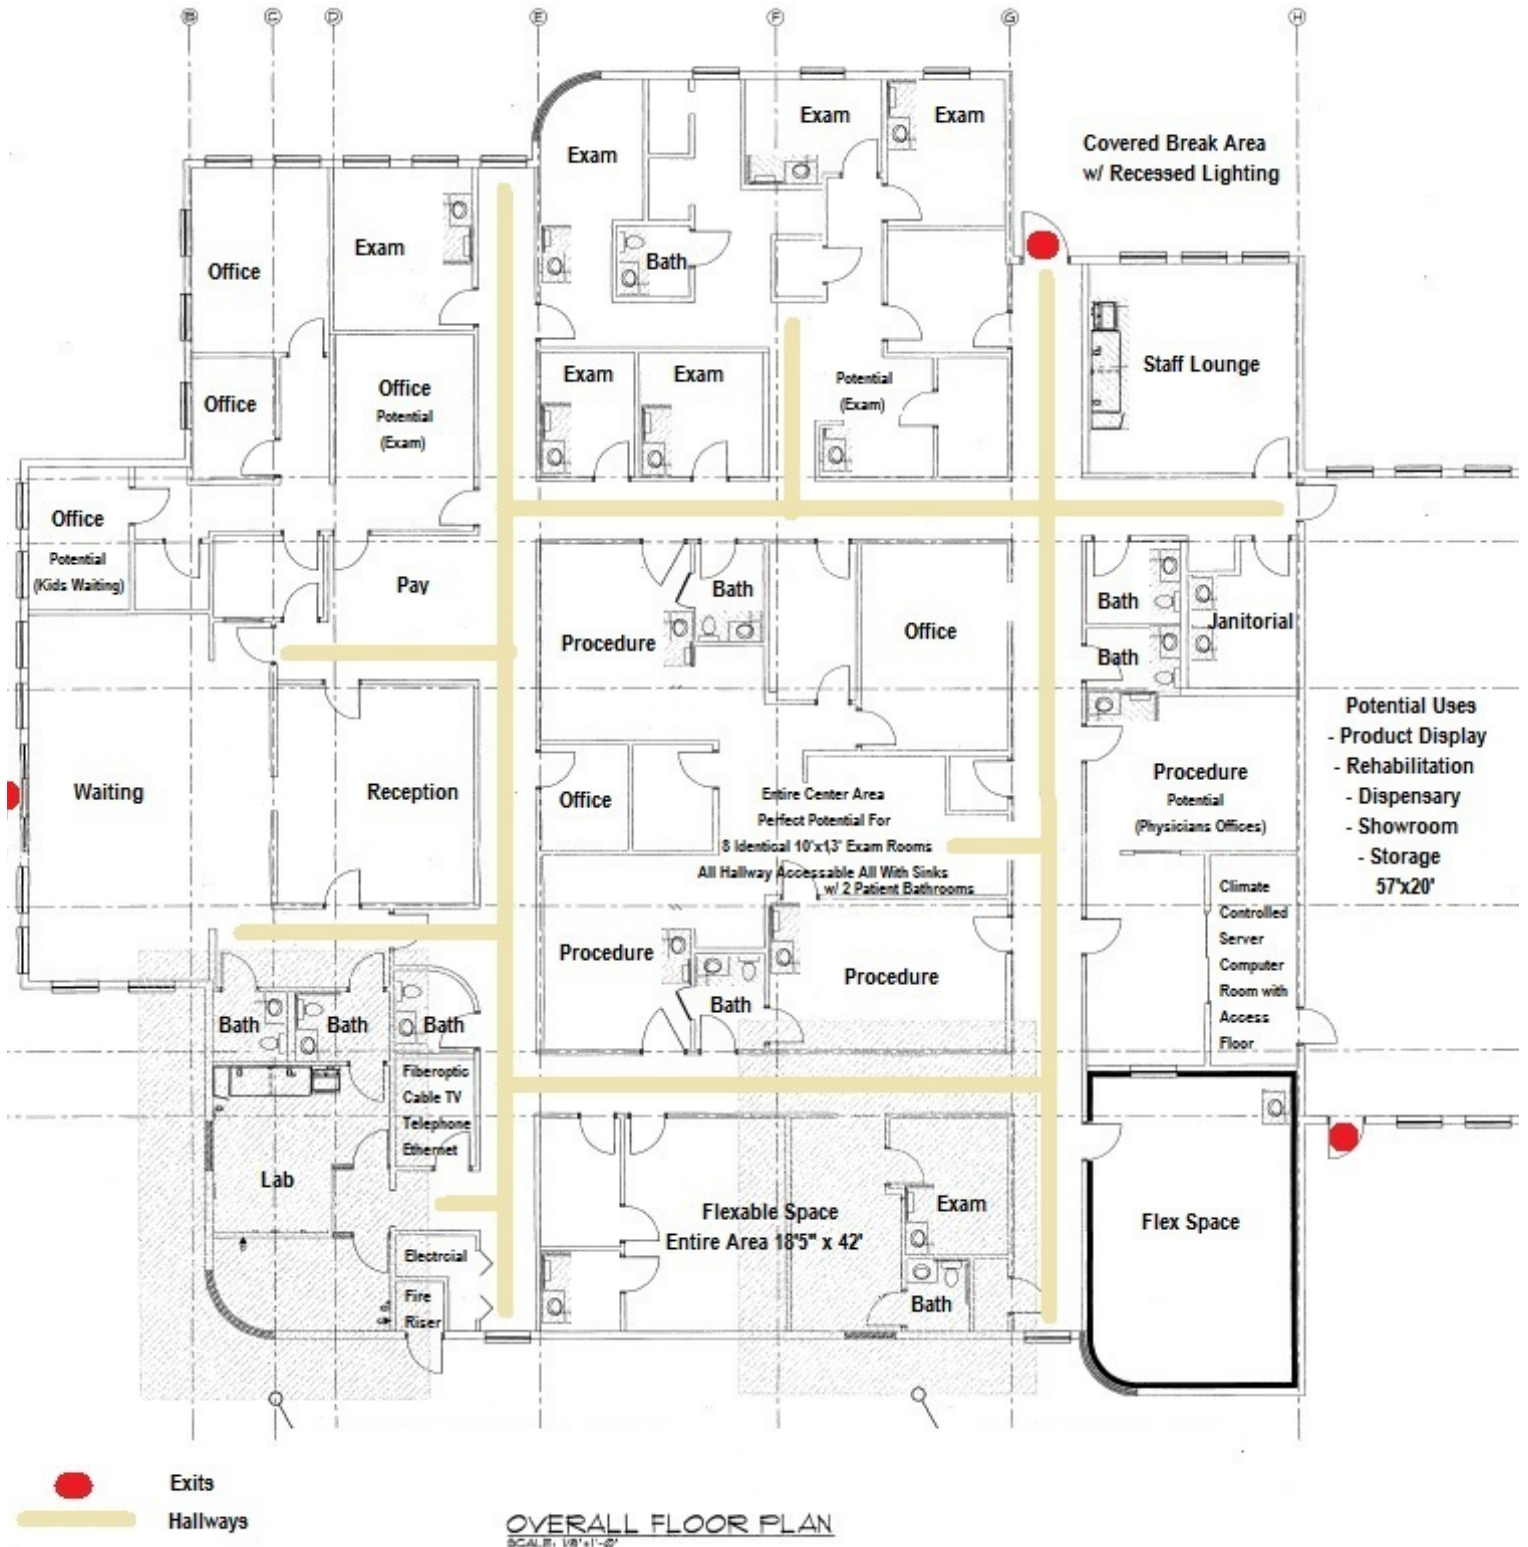 B C D E F G H
Exam
Exam
Exam
Covered Break Area
w/ Recessed Lighting
Exam
Office
Bath
Office
Office
Potential
(Exam)
Exam
Exam
Potential
(Exam)
Staff Lounge
Office
Potential
(Kids Waiting)
Pay
Bath
Procedure
Office
Bath
Janitorial
Bath
Waiting
Reception
Office
Entire Center Area
Perfect Potential For
8 Identical 10'x13' Exam Rooms
All Hallway Accessable All With Sinks
w/ 2 Patient Bathrooms
Procedure
Potential
(Physicians Offices)
Potential Uses
- Product Display
- Rehabilitation
- Dispensary
- Showroom
- Storage
57'x20'
Climate
Controlled
Server
Computer
Room with
Access
Floor
Procedure
Bath
Procedure
Bath
Bath
Bath
Fiberoptic
Cable TV
Telephone
Ethernet
Lab
Flexable Space
Entire Area 18'5" x 42'
Exam
Bath
Flex Space
Electrcial
Fire
Riser
Exits
Hallways
OVERALL FLOOR PLAN
SCALE: 1/8"=1'-0"